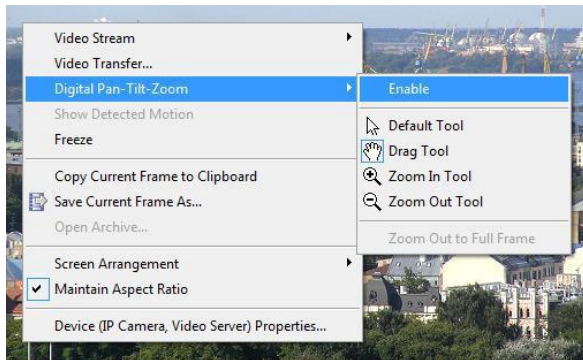 Video Stream
Video Transfer...
Digital Pan-Tilt-Zoom
Show Detected Motion
Freeze
Copy Current Frame to Clipboard
Save Current Frame As...
Open Archive...
Screen Arrangement
Maintain Aspect Ratio
Device (IP Camera, Video Server) Properties...
Enable
Default Tool
Drag Tool
Zoom In Tool
Zoom Out Tool
Zoom Out to Full Frame